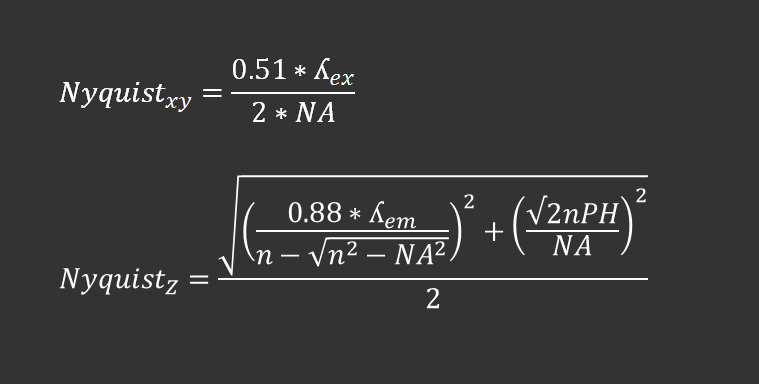 Nyquist_xy = (0.51 * ʎ_ex) / (2 * NA)
Nyquist_Z = √(((0.88 * ʎ_em) / (n − √(n² − NA²)))² + ((√2nPH) / NA)²) / 2